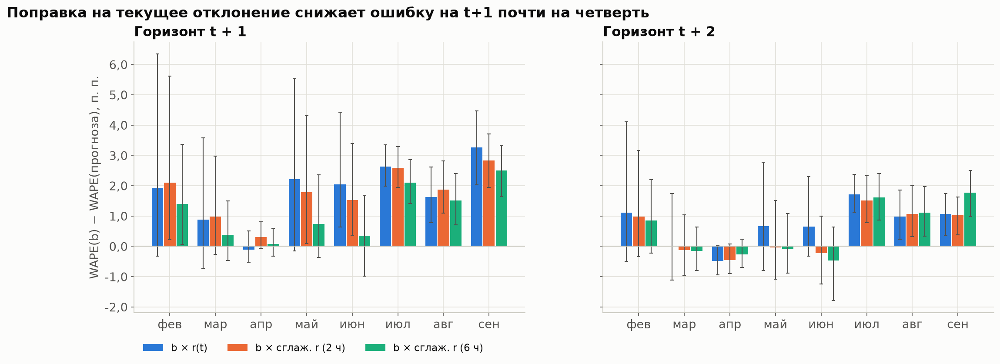 Поправка на текущее отклонение снижает ошибку на t+1 почти на четверть
Горизонт t + 1
WAPE(b) − WAPE(прогноза), п. п.
6,0
5,0
4,0
3,0
2,0
1,0
0,0
-1,0
-2,0
фев мар апр май июн июл авг сен
Горизонт t + 2
фев мар апр май июн июл авг сен
b × r(t) b × сглаж. r (2 ч) b × сглаж. r (6 ч)